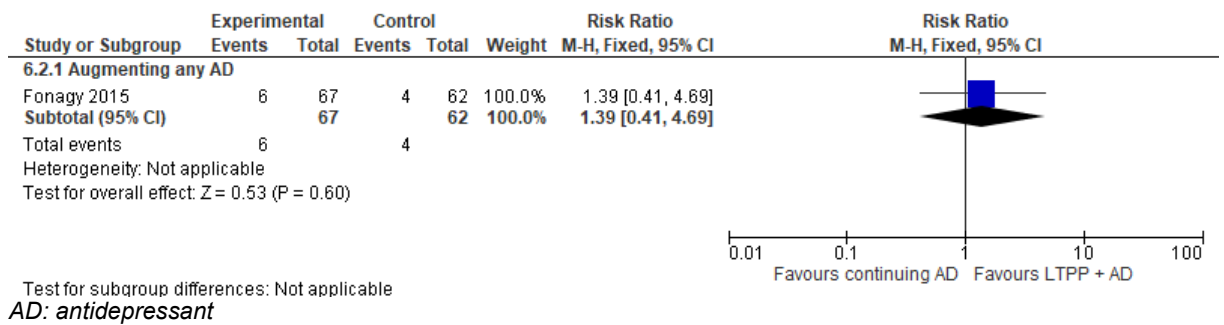 Experimental Control Risk Ratio Risk Ratio
Study or Subgroup Events Total Events Total Weight M-H, Fixed, 95% CI M-H, Fixed, 95% CI
6.2.1 Augmenting any AD
Fonagy 2015 6 67 4 62 100.0% 1.39 [0.41, 4.69]
Subtotal (95% CI) 67 62 100.0% 1.39 [0.41, 4.69]
Total events 6 4
Heterogeneity: Not applicable
Test for overall effect: Z = 0.53 (P = 0.60)
0.01 0.1 1 10 100
Favours continuing AD Favours LTPP + AD
Test for subgroup differences: Not applicable
AD: antidepressant